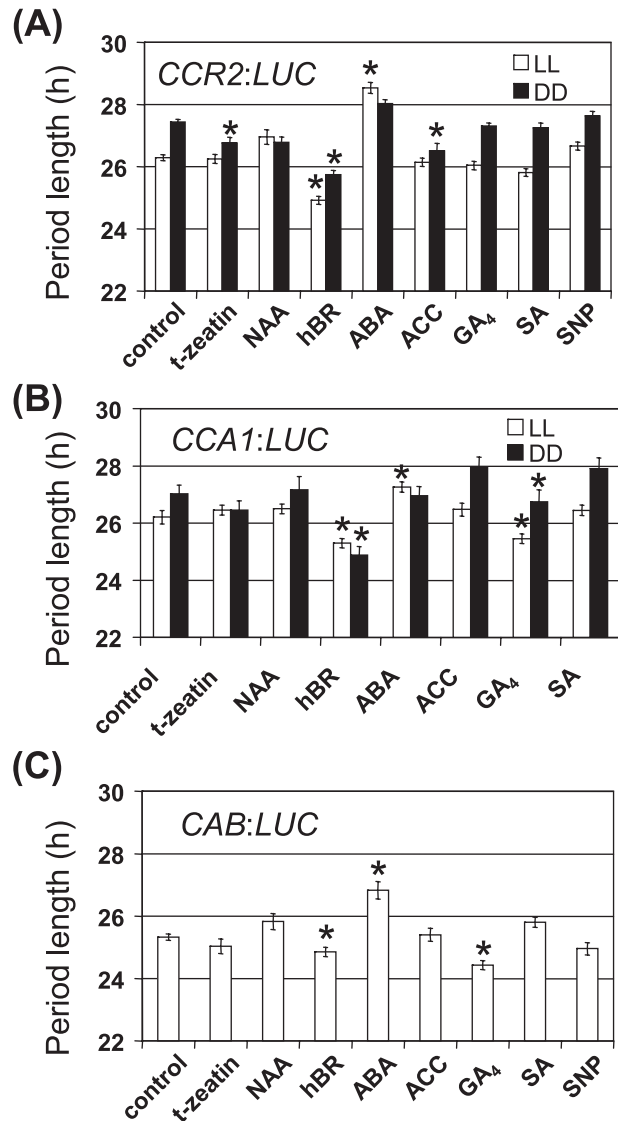 (A)
Period length (h)
30
28
26
24
22
CCR2:LUC
LL
DD
* * * * *
control t-zeatin NAA hBR ABA ACC GA₄ SA SNP
(B)
Period length (h)
30
28
26
24
22
CCA1:LUC
LL
DD
* * * * *
control t-zeatin NAA hBR ABA ACC GA₄ SA
(C)
Period length (h)
30
28
26
24
22
CAB:LUC
* * *
control t-zeatin NAA hBR ABA ACC GA₄ SA SNP